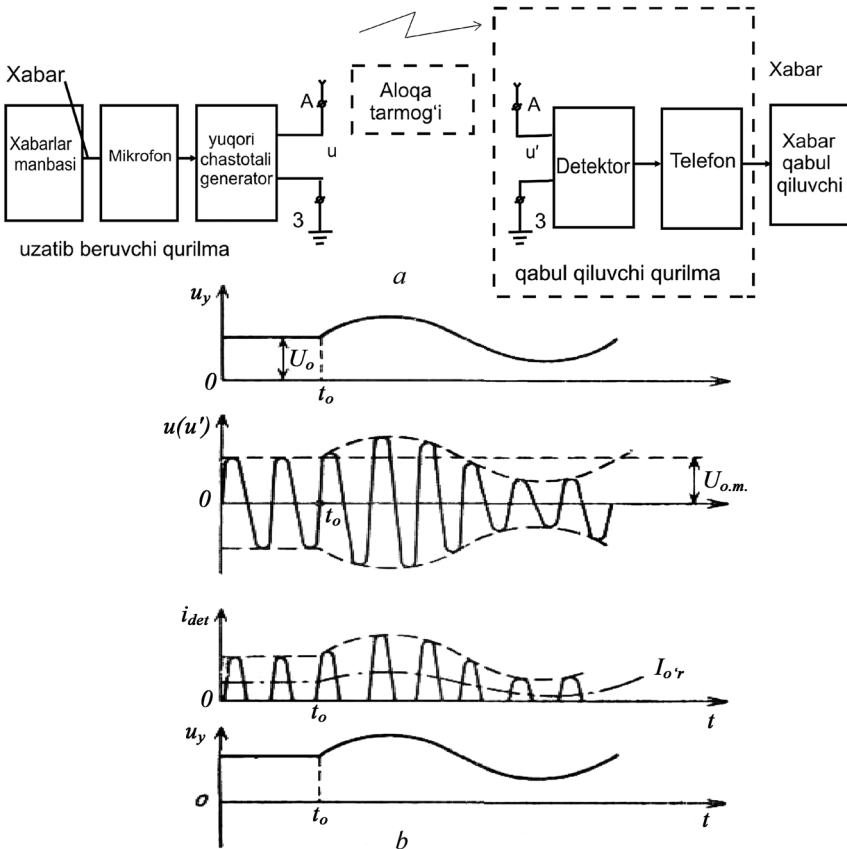 Xabar
Xabarlar
manbasi
Mikrofon
yuqori
chastotali
generator
A
u
3
uzatib beruvchi qurilma
Aloqa
tarmog‘i
A
u'
3
Detektor
Telefon
qabul qiluvchi qurilma
Xabar
Xabar
qabul
qiluvchi
a
u_y
U_o
0
t_o
u(u')
0
t_o
U_o.m.
i_det
0
t_o
I_o‘r
t
u_y
o
t_o
t
b